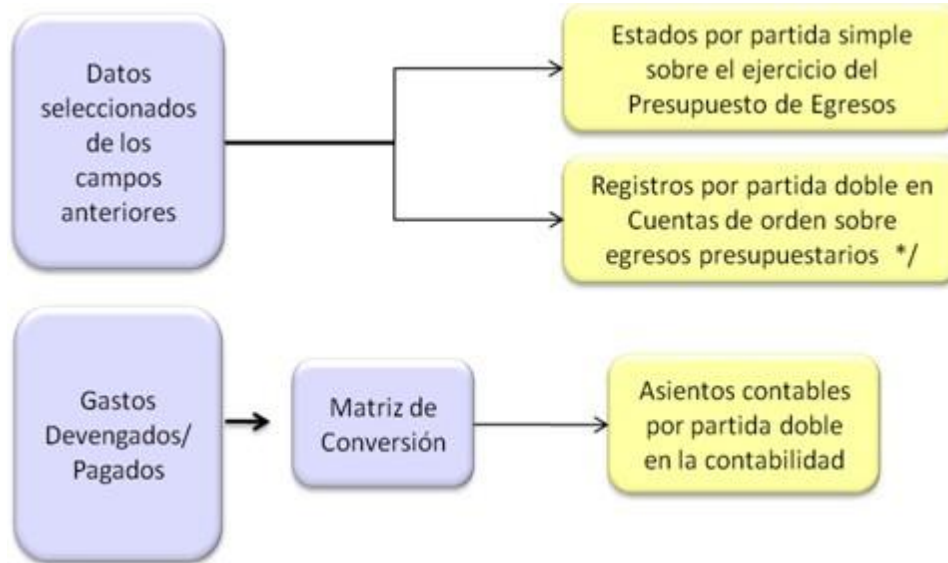 Datos
seleccionados
de los
campos
anteriores
Estados por partida simple
sobre el ejercicio del
Presupuesto de Egresos
Registros por partida doble en
Cuentas de orden sobre
egresos presupuestarios */
Gastos
Devengados/
Pagados
Matriz de
Conversión
Asientos contables
por partida doble
en la contabilidad